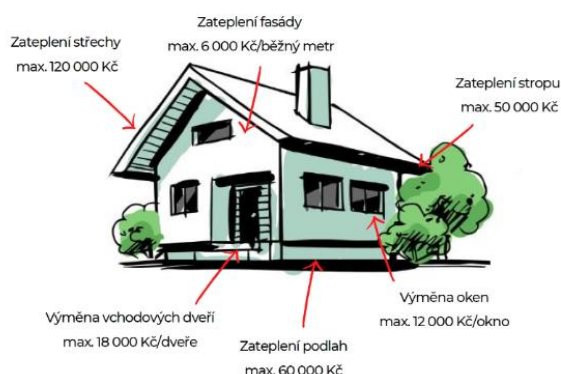 Zateplení fasády
max. 6 000 Kč/běžný metr
Zateplení střechy
max. 120 000 Kč
Zateplení stropu
max. 50 000 Kč
Výměna oken
max. 12 000 Kč/okno
Výměna vchodových dveří
max. 18 000 Kč/dveře
Zateplení podlah
max. 60 000 Kč